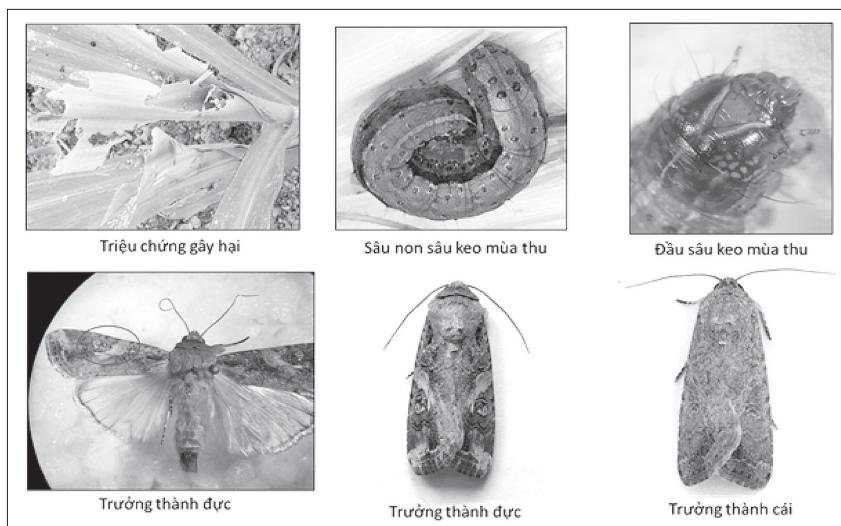 Triệu chứng gây hại
Sâu non sâu keo mùa thu
Đầu sâu keo mùa thu
Trưởng thành đực
Trưởng thành đực
Trưởng thành cái